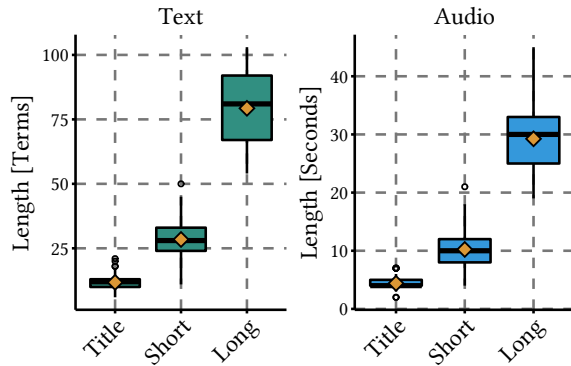 Text
Audio
Length [Terms]
100
75
50
25
Title
Short
Long
Length [Seconds]
40
30
20
10
0
Title
Short
Long